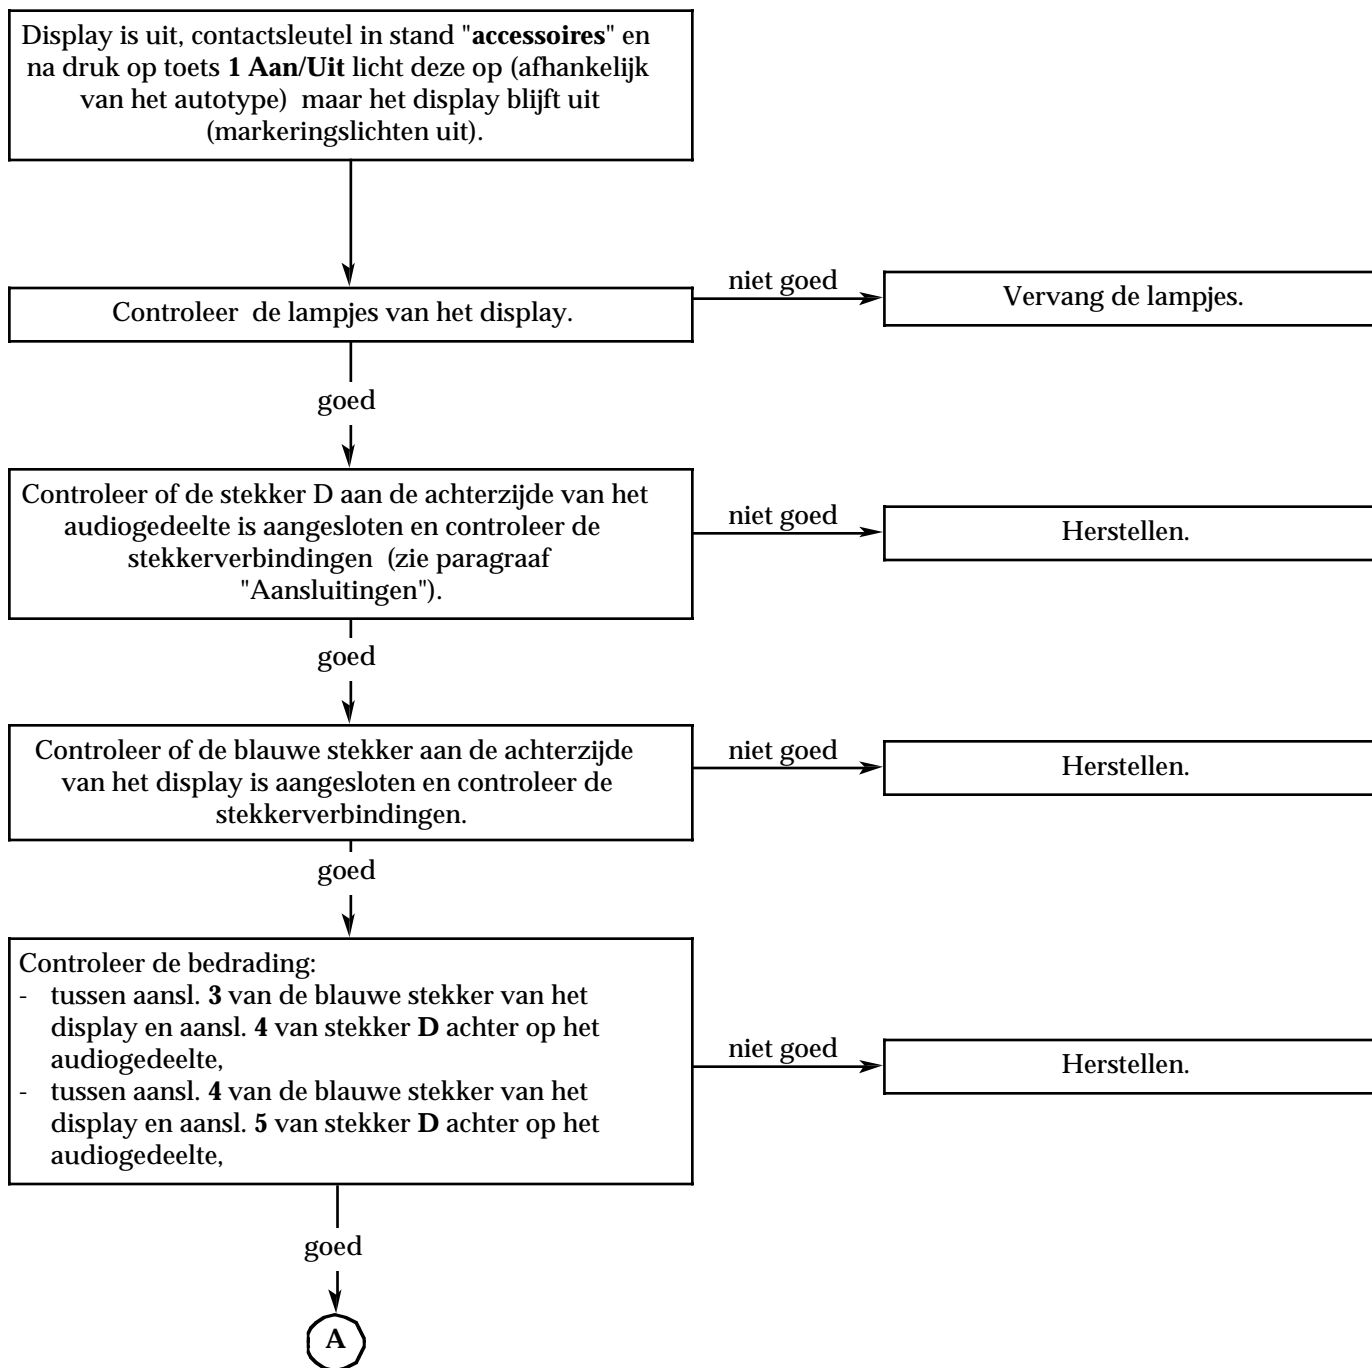 Display is uit, contactsleutel in stand "accessoires" en
na druk op toets 1 Aan/Uit licht deze op (afhankelijk
van het autotype) maar het display blijft uit
(markeringslichten uit).
Controleer de lampjes van het display.
niet goed
Vervang de lampjes.
goed
Controleer of de stekker D aan de achterzijde van het
audiogedeelte is aangesloten en controleer de
stekkerverbindingen (zie paragraaf
"Aansluitingen").
niet goed
Herstellen.
goed
Controleer of de blauwe stekker aan de achterzijde
van het display is aangesloten en controleer de
stekkerverbindingen.
niet goed
Herstellen.
goed
Controleer de bedrading:
- tussen aansl. 3 van de blauwe stekker van het
display en aansl. 4 van stekker D achter op het
audiogedeelte,
- tussen aansl. 4 van de blauwe stekker van het
display en aansl. 5 van stekker D achter op het
audiogedeelte,
niet goed
Herstellen.
goed
A